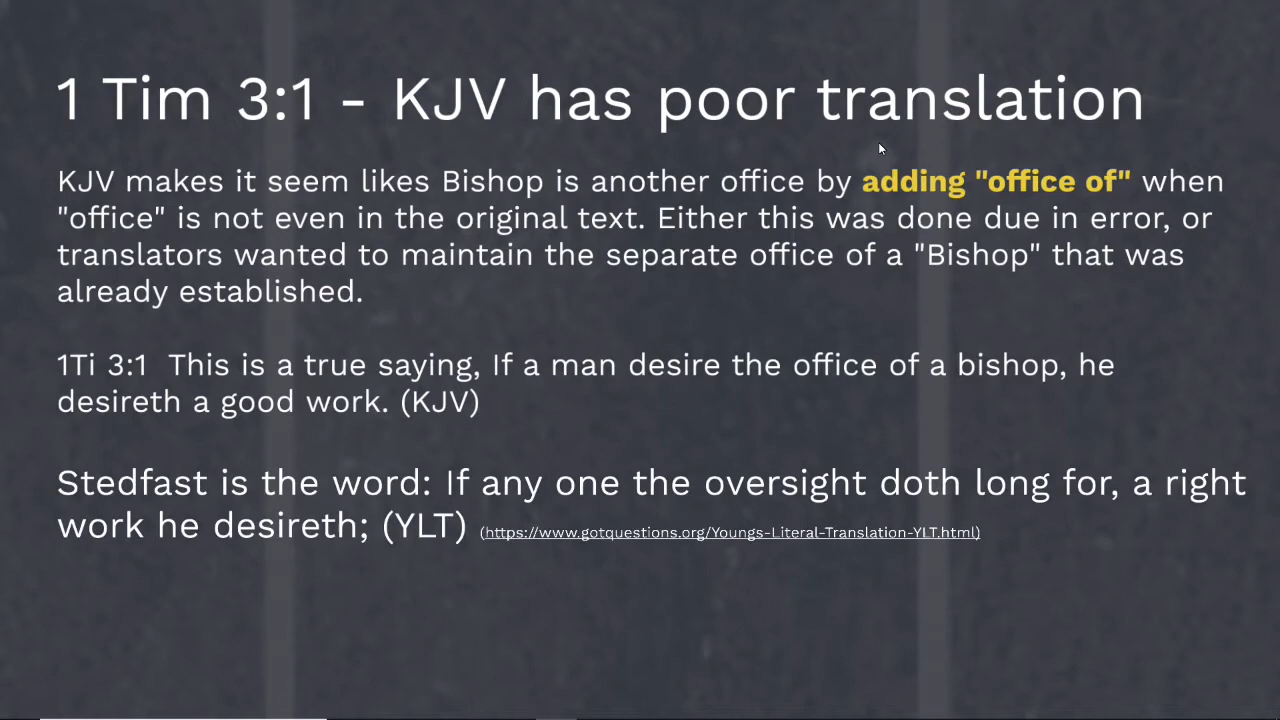 1 Tim 3:1 - KJV has poor translation
KJV makes it seem likes Bishop is another office by adding "office of" when
"office" is not even in the original text. Either this was done due in error, or
translators wanted to maintain the separate office of a "Bishop" that was
already established.
1Ti 3:1  This is a true saying, If a man desire the office of a bishop, he
desireth a good work. (KJV)
Stedfast is the word: If any one the oversight doth long for, a right
work he desireth; (YLT) (https://www.gotquestions.org/Youngs-Literal-Translation-YLT.html)